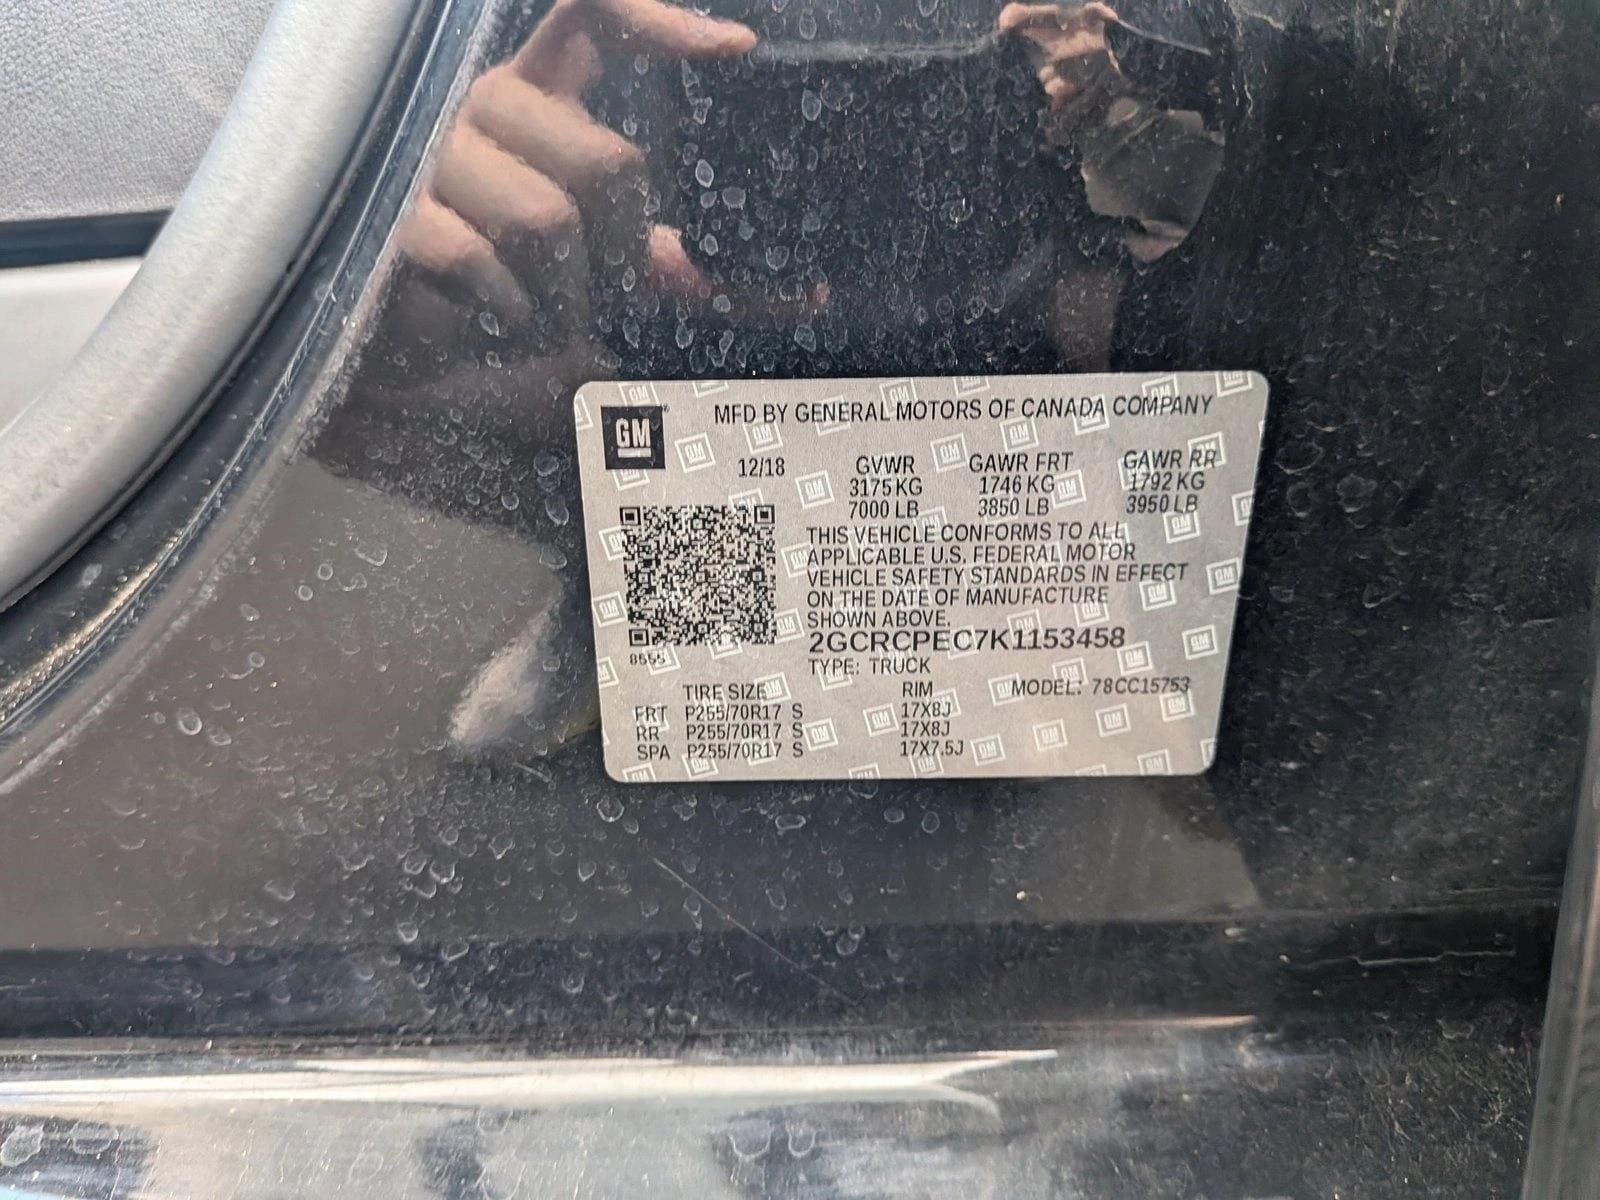 GM MFD BY GENERAL MOTORS OF CANADA COMPANY
12/18 GVWR GAWR FRT GAWR RR
3175 KG 1746 KG 1792 KG
7000 LB 3850 LB 3950 LB
THIS VEHICLE CONFORMS TO ALL
APPLICABLE U.S. FEDERAL MOTOR
VEHICLE SAFETY STANDARDS IN EFFECT
ON THE DATE OF MANUFACTURE
SHOWN ABOVE.
2GCRCPEC7K1153458
8555
TYPE: TRUCK
TIRE SIZE RIM MODEL: 78CC15753
FRT P255/70R17 S 17X8J
RR P255/70R17 S 17X8J
SPA P255/70R17 S 17X7.5J